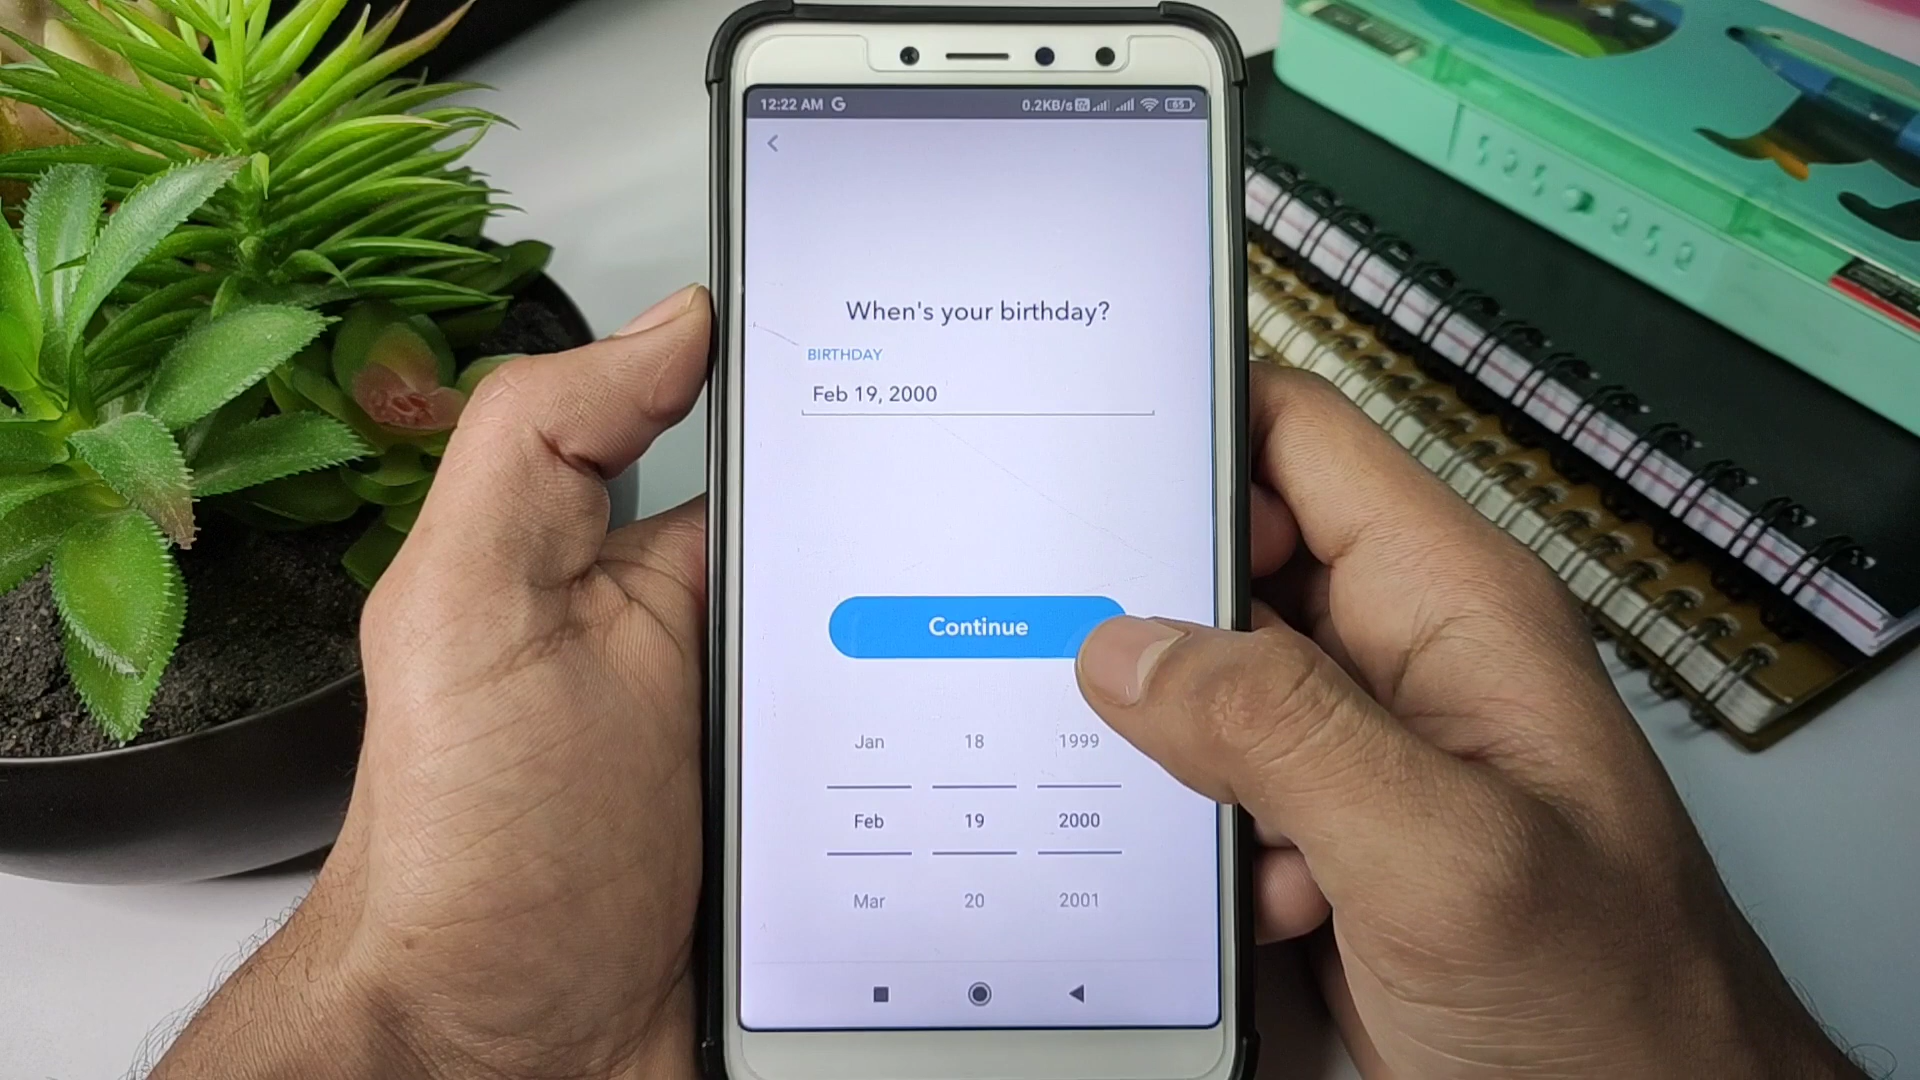 12:22 AM G 0.2KB/s 65
When's your birthday?
BIRTHDAY
Feb 19, 2000
Continue
Jan 18 1999
Feb 19 2000
Mar 20 2001